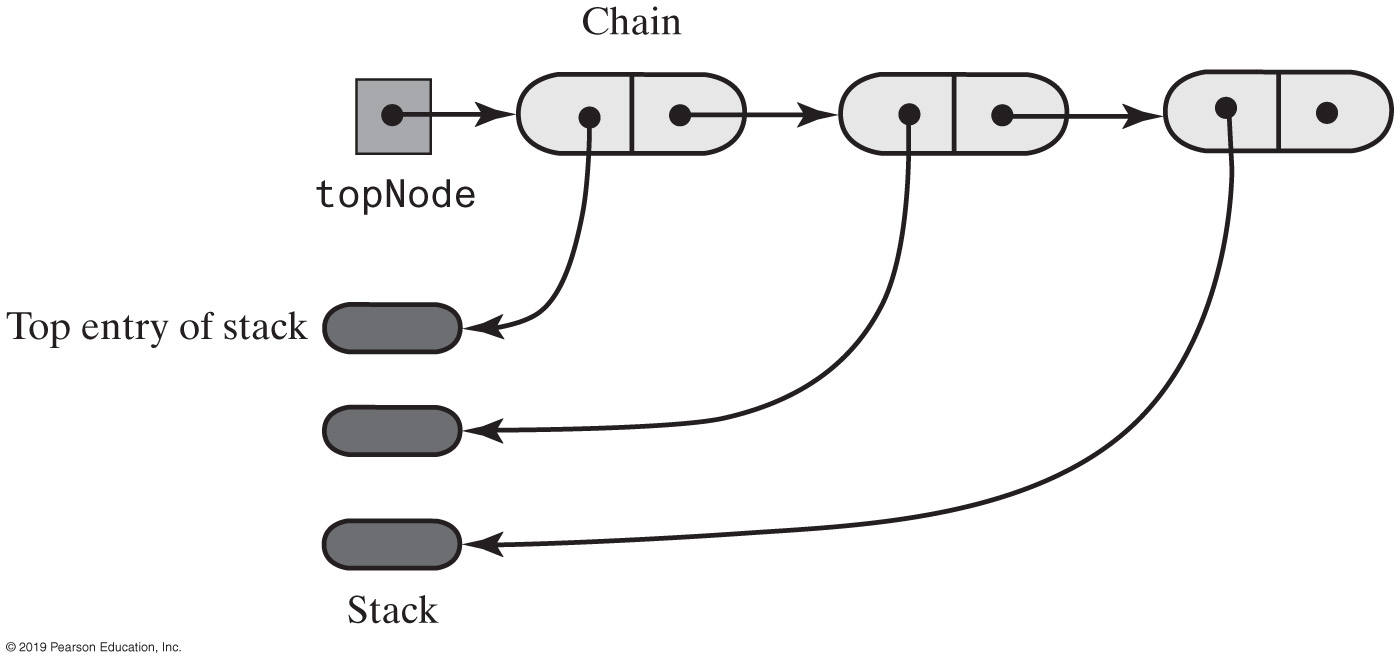 Chain
topNode
Top entry of stack
Stack
© 2019 Pearson Education, Inc.